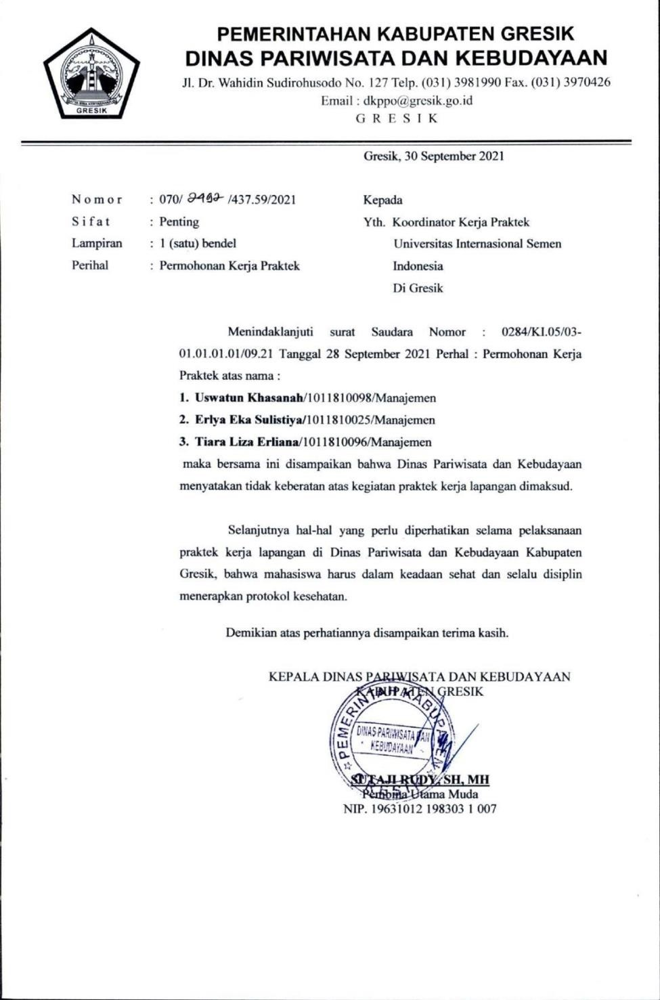 PEMERINTAHAN KABUPATEN GRESIK
DINAS PARIWISATA DAN KEBUDAYAAN
Jl. Dr. Wahidin Sudirohusodo No. 127 Telp. (031) 3981990 Fax. (031) 3970426
Email : dkppo@gresik.go.id
G R E S I K
GRESIK
Gresik, 30 September 2021
Nomor : 070/ /437.59/2021
Sifat : Penting
Lampiran : 1 (satu) bendel
Perihal : Permohonan Kerja Praktek
Kepada
Yth. Koordinator Kerja Praktek
Universitas Internasional Semen
Indonesia
Di Gresik
Menindaklanjuti surat Saudara Nomor : 0284/KI.05/03-
01.01.01.01/09.21 Tanggal 28 September 2021 Perhal : Permohonan Kerja
Praktek atas nama :
1. Uswatun Khasanah/1011810098/Manajemen
2. Erlya Eka Sulistiya/1011810025/Manajemen
3. Tiara Liza Erliana/1011810096/Manajemen
maka bersama ini disampaikan bahwa Dinas Pariwisata dan Kebudayaan
menyatakan tidak keberatan atas kegiatan praktek kerja lapangan dimaksud.
Selanjutnya hal-hal yang perlu diperhatikan selama pelaksanaan
praktek kerja lapangan di Dinas Pariwisata dan Kebudayaan Kabupaten
Gresik, bahwa mahasiswa harus dalam keadaan sehat dan selalu disiplin
menerapkan protokol kesehatan.
Demikian atas perhatiannya disampaikan terima kasih.
KEPALA DINAS PARIWISATA DAN KEBUDAYAAN
KABUPATEN GRESIK
PEMERINTAH KABUPATEN
DINAS PARIWISATA DAN
KEBUDAYAAN
GRESIK
SUTAJI RUDY, SH, MH
Pembina Utama Muda
NIP. 19631012 198303 1 007